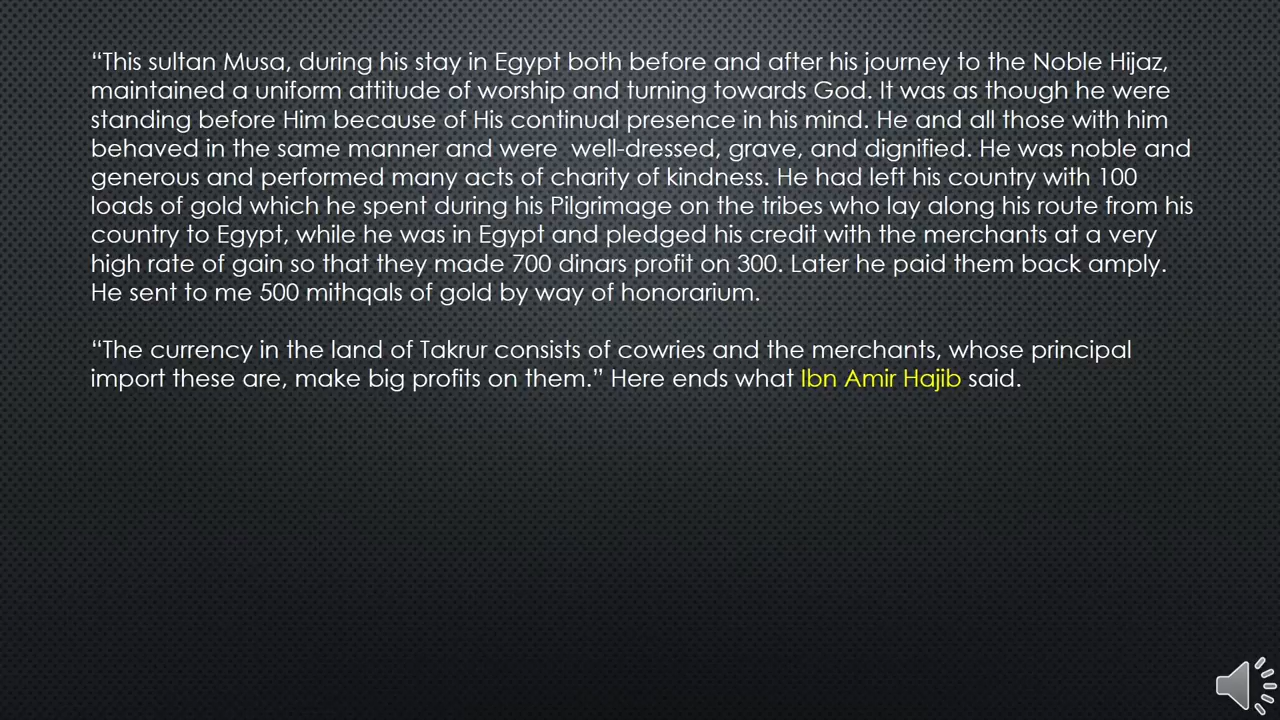 “This sultan Musa, during his stay in Egypt both before and after his journey to the Noble Hijaz,
maintained a uniform attitude of worship and turning towards God. It was as though he were
standing before Him because of His continual presence in his mind. He and all those with him
behaved in the same manner and were  well-dressed, grave, and dignified. He was noble and
generous and performed many acts of charity of kindness. He had left his country with 100
loads of gold which he spent during his Pilgrimage on the tribes who lay along his route from his
country to Egypt, while he was in Egypt and pledged his credit with the merchants at a very
high rate of gain so that they made 700 dinars profit on 300. Later he paid them back amply.
He sent to me 500 mithqals of gold by way of honorarium.
“The currency in the land of Takrur consists of cowries and the merchants, whose principal
import these are, make big profits on them.” Here ends what Ibn Amir Hajib said.